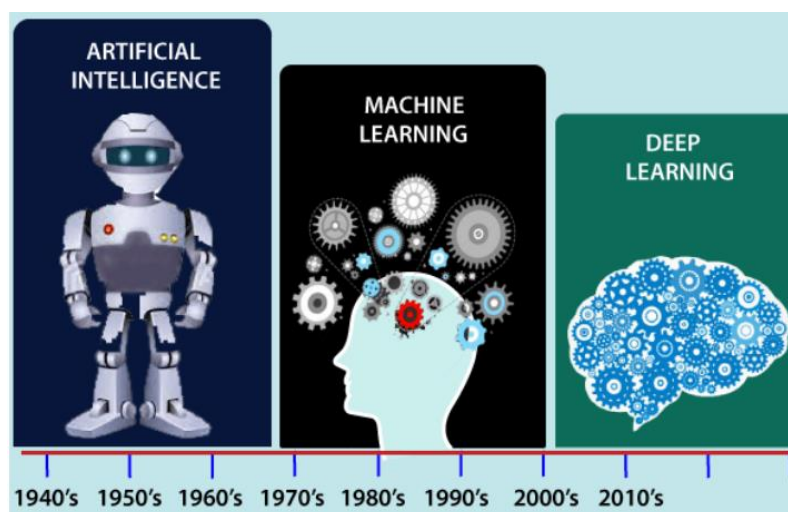 ARTIFICIAL
INTELLIGENCE
MACHINE
LEARNING
DEEP
LEARNING
1940's 1950's 1960's 1970's 1980's 1990's 2000's 2010's